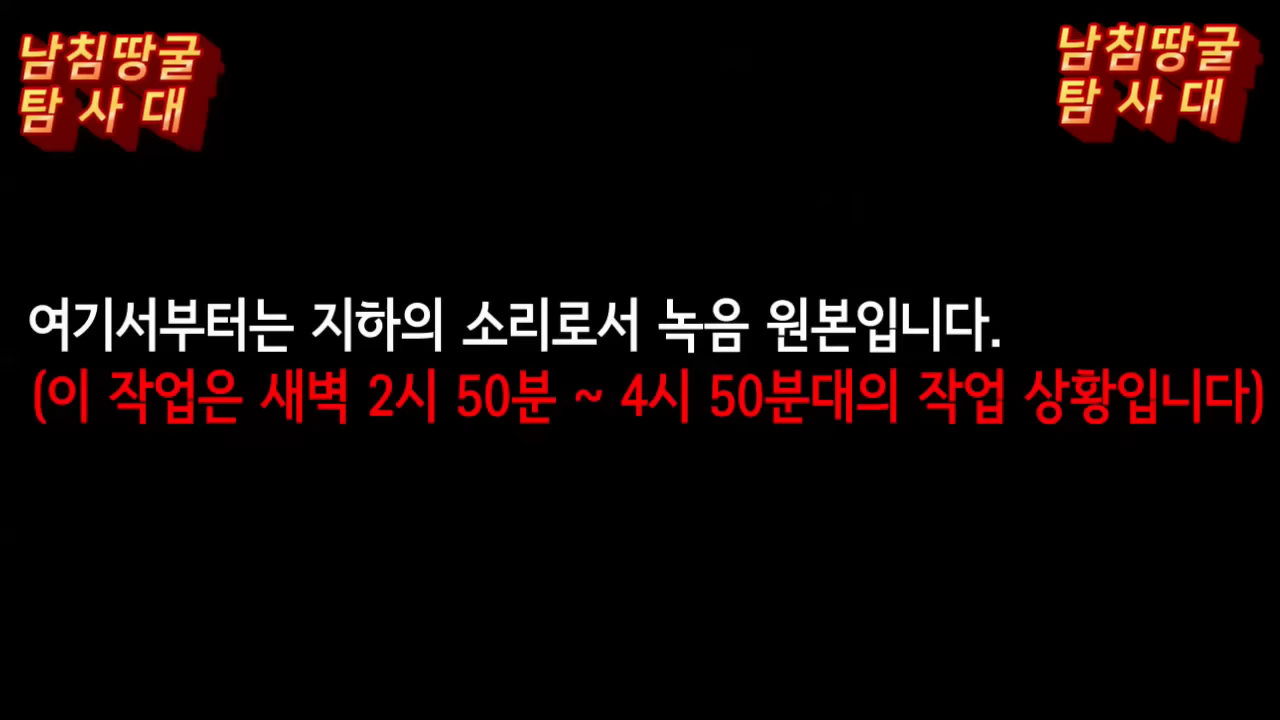 남침땅굴
탐사대
남침땅굴
탐사대
여기서부터는 지하의 소리로서 녹음 원본입니다.
(이 작업은 새벽 2시 50분 ~ 4시 50분대의 작업 상황입니다)